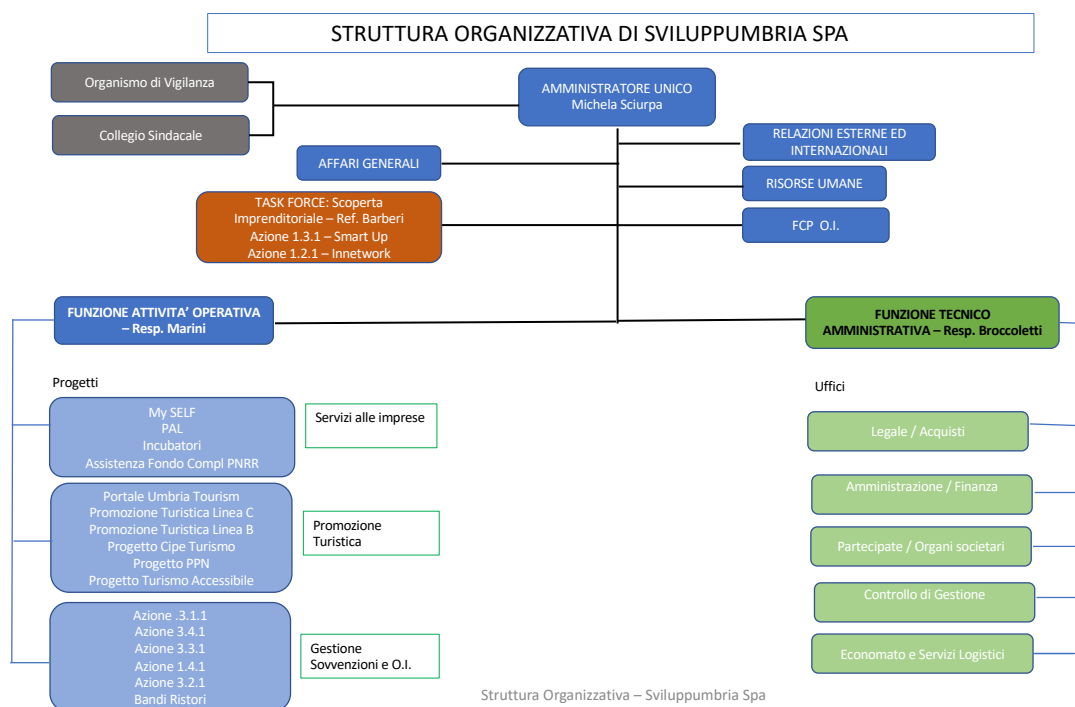 STRUTTURA ORGANIZZATIVA DI SVILUPPUMBRIA SPA
Organismo di Vigilanza
Collegio Sindacale
AMMINISTRATORE UNICO
Michela Sciurpa
RELAZIONI ESTERNE ED
INTERNAZIONALI
AFFARI GENERALI
RISORSE UMANE
TASK FORCE: Scoperta
Imprenditoriale – Ref. Barberi
Azione 1.3.1 – Smart Up
Azione 1.2.1 – Innetwork
FCP O.I.
FUNZIONE ATTIVITA’ OPERATIVA
– Resp. Marini
FUNZIONE TECNICO
AMMINISTRATIVA – Resp. Broccoletti
Progetti
My SELF
PAL
Incubatori
Assistenza Fondo Compl PNRR
Servizi alle imprese
Portale Umbria Tourism
Promozione Turistica Linea C
Promozione Turistica Linea B
Progetto Cipe Turismo
Progetto PPN
Progetto Turismo Accessibile
Promozione
Turistica
Azione .3.1.1
Azione 3.4.1
Azione 3.3.1
Azione 1.4.1
Azione 3.2.1
Bandi Ristori
Gestione
Sovvenzioni e O.I.
Uffici
Legale / Acquisti
Amministrazione / Finanza
Partecipate / Organi societari
Controllo di Gestione
Economato e Servizi Logistici
Struttura Organizzativa – Sviluppumbria Spa